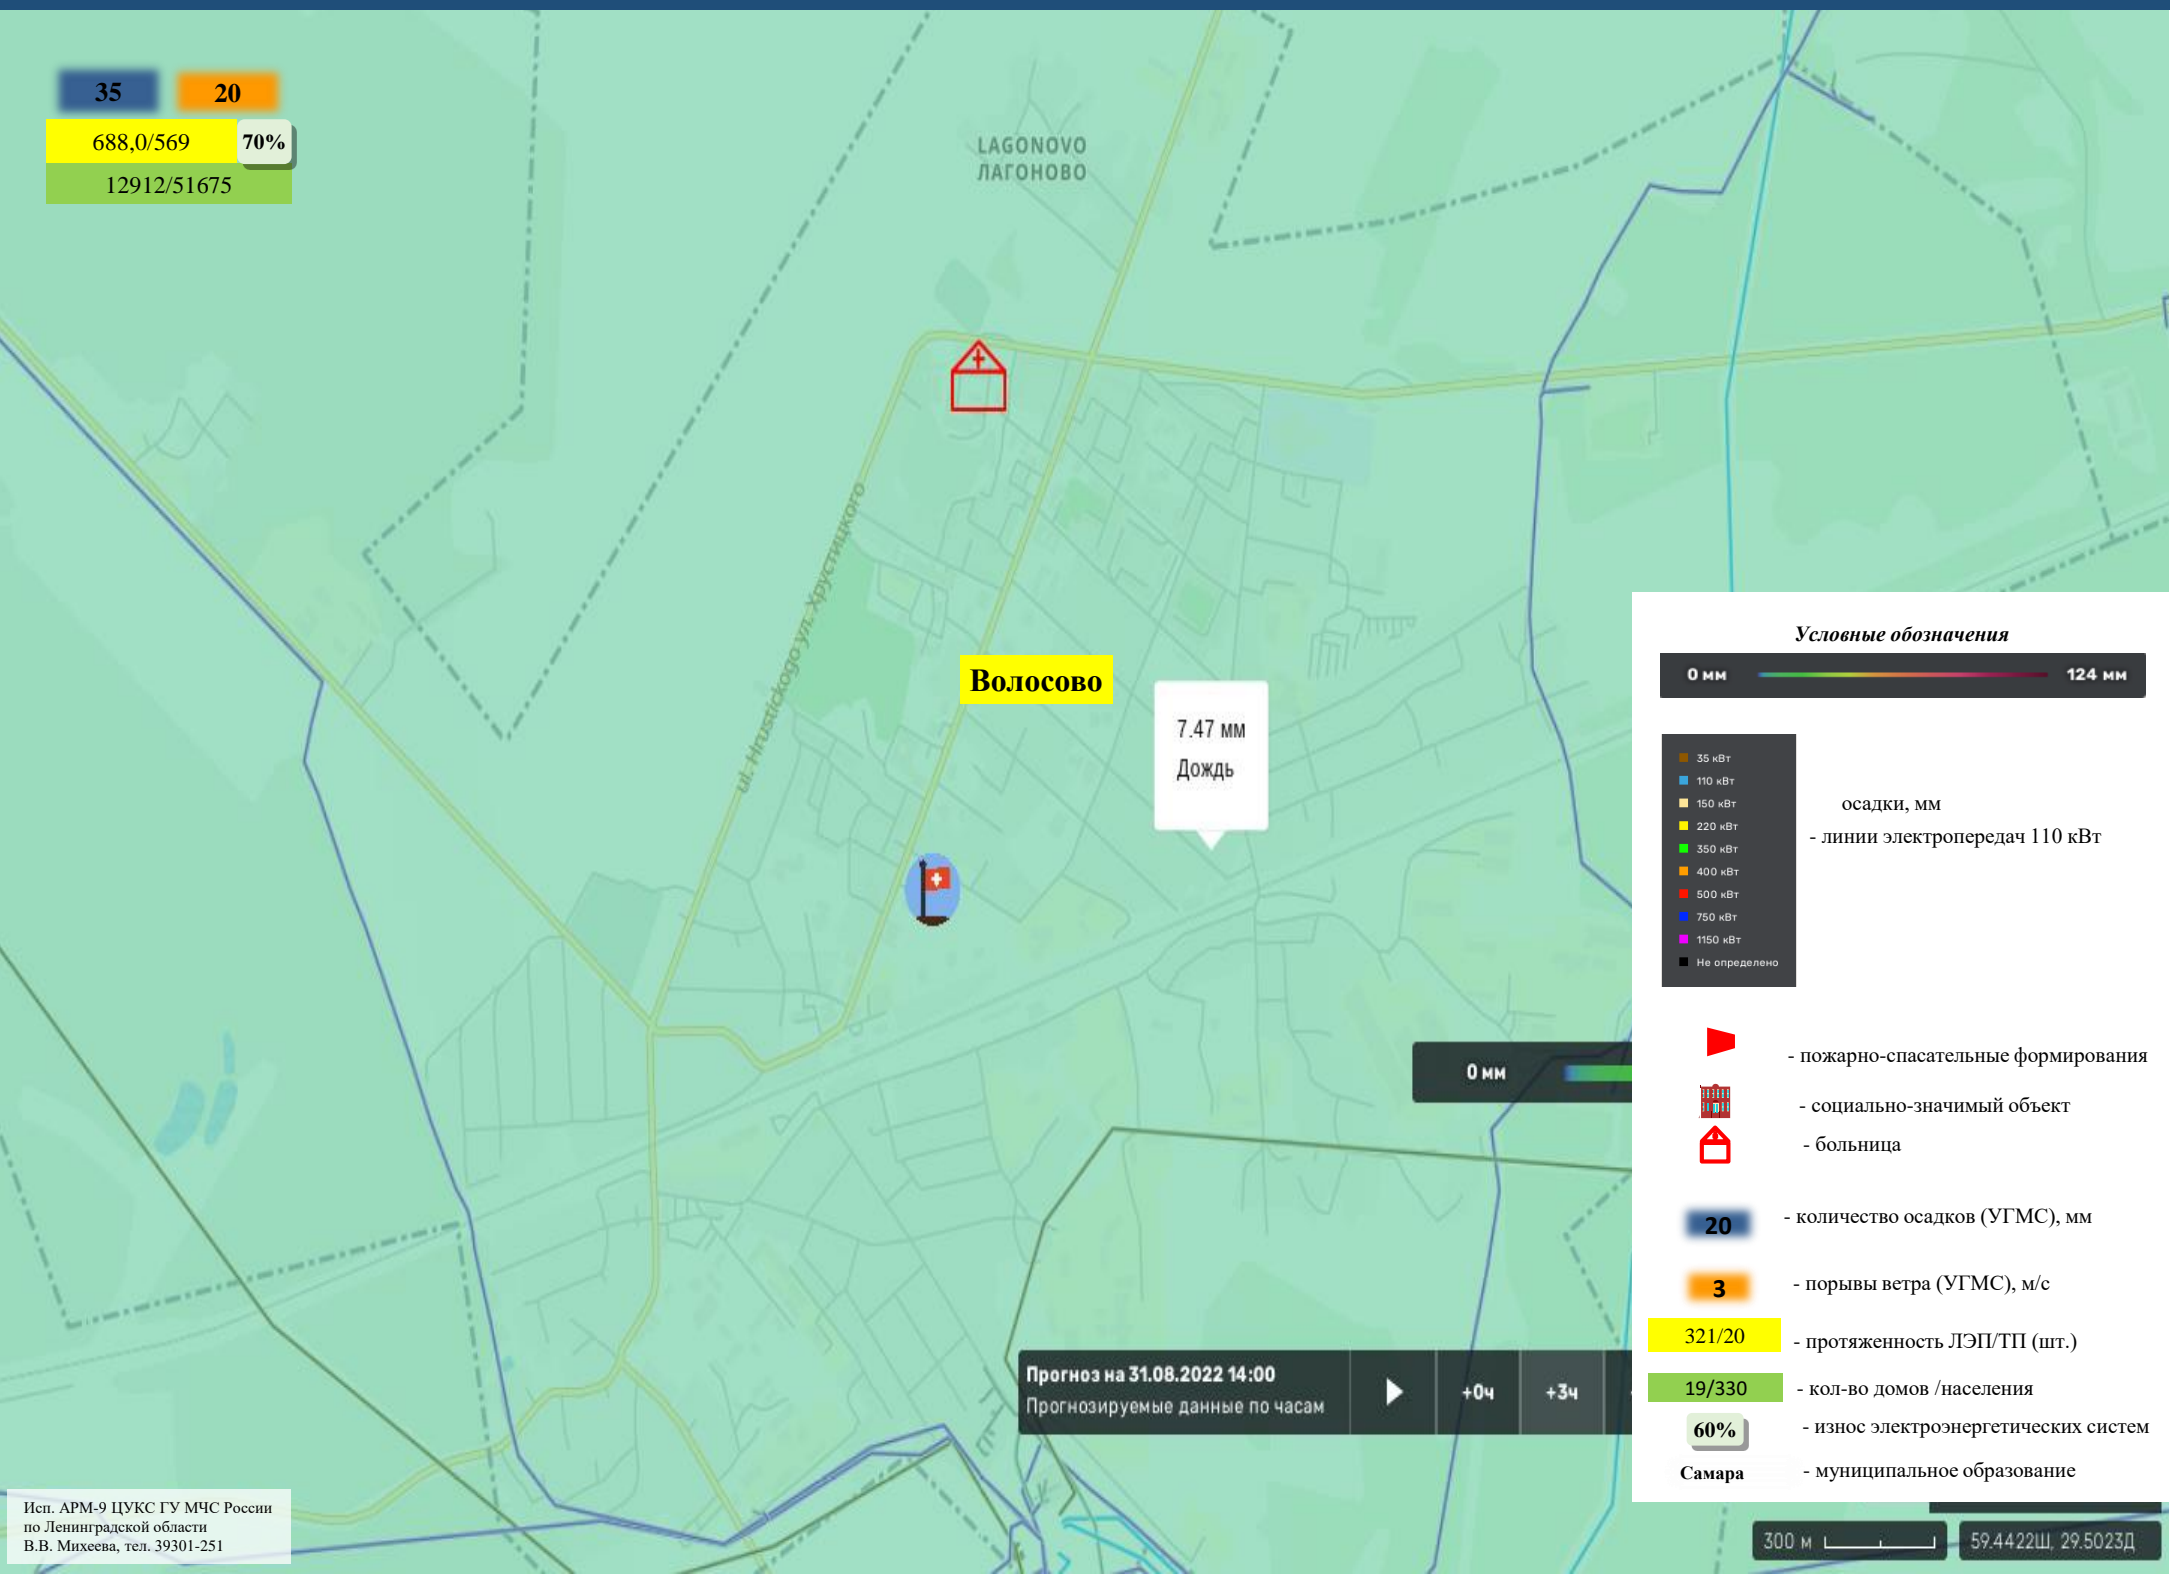 35 20
688,0/569 70%
12912/51675
LAGONOVO
ЛАГОНОВО
ul. Hrustickogo ул. Хрустицкого
Волосово
7.47 мм
Дождь
Условные обозначения
0 мм 124 мм
35 кВт
110 кВт
150 кВт
220 кВт
350 кВт
400 кВт
500 кВт
750 кВт
1150 кВт
Не определено
осадки, мм
- линии электропередач 110 кВт
- пожарно-спасательные формирования
- социально-значимый объект
- больница
20 - количество осадков (УГМС), мм
3 - порывы ветра (УГМС), м/с
321/20 - протяженность ЛЭП/ТП (шт.)
19/330 - кол-во домов /населения
60% - износ электроэнергетических систем
Самара - муниципальное образование
0 мм
Прогноз на 31.08.2022 14:00
Прогнозируемые данные по часам
+0ч +3ч
Исп. АРМ-9 ЦУКС ГУ МЧС России
по Ленинградской области
В.В. Михеева, тел. 39301-251
300 м
59.4422Ш, 29.5023Д